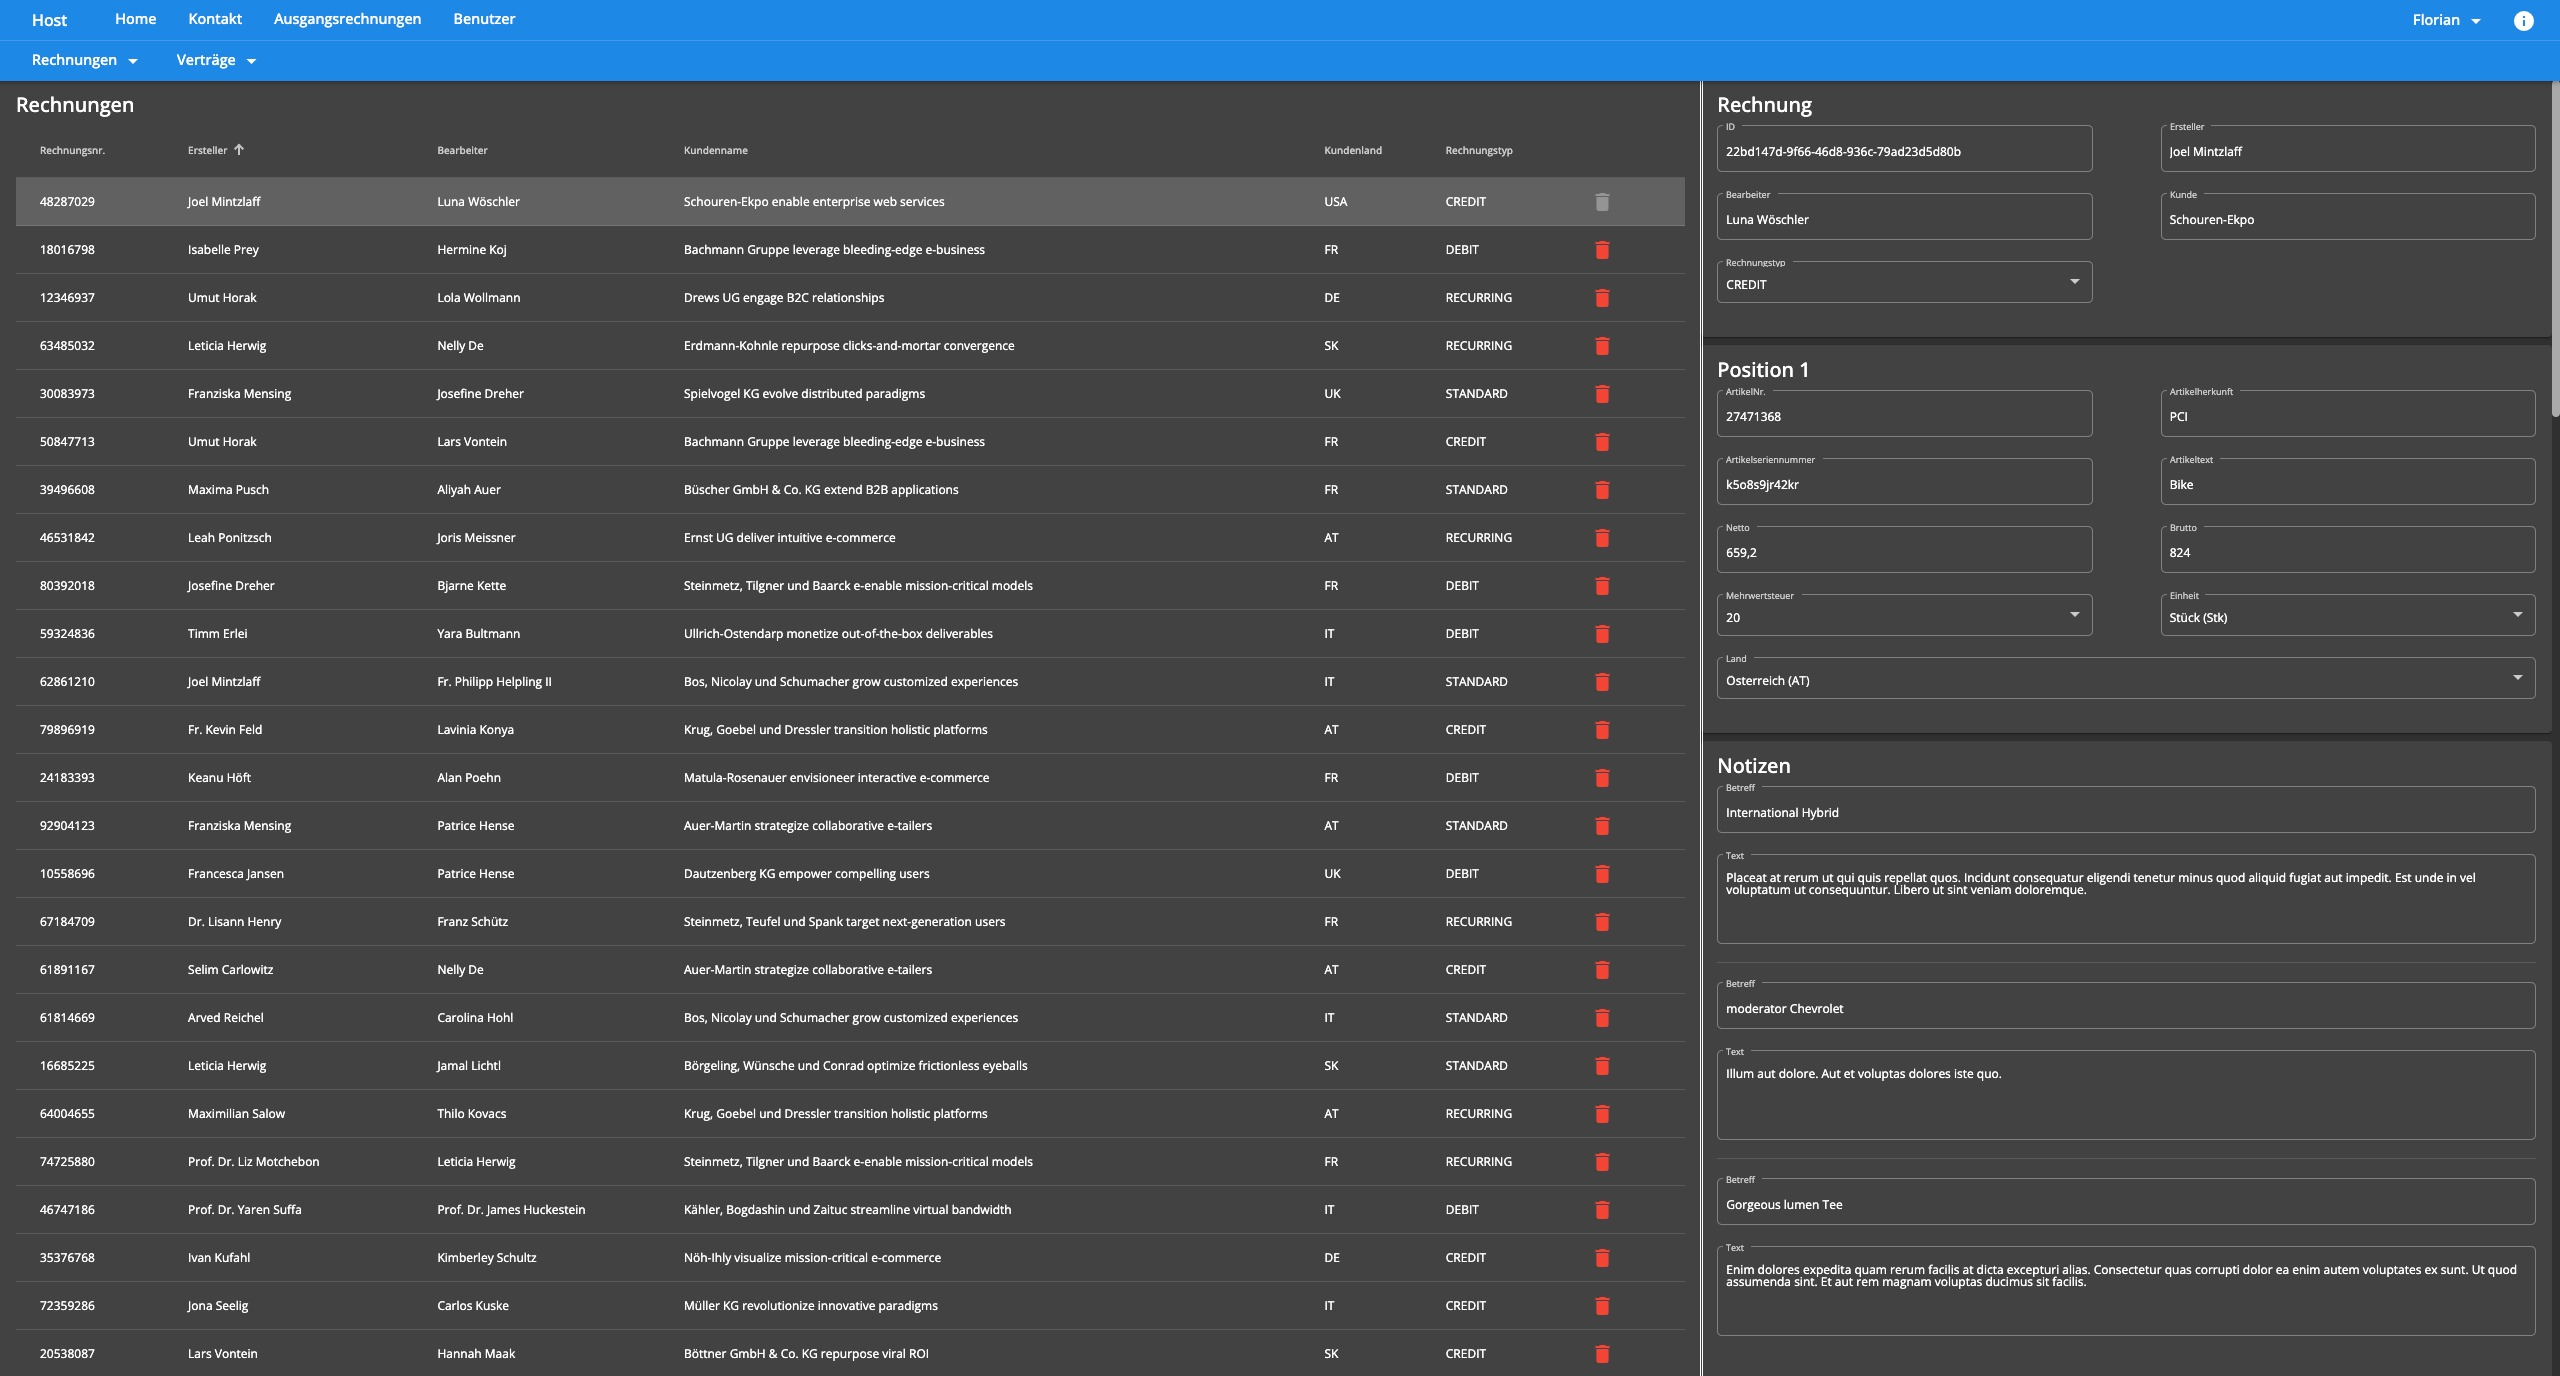 Host Home Kontakt Ausgangsrechnungen Benutzer Florian
Rechnungen Verträge
Rechnungen
Rechnungsnr. Ersteller Bearbeiter Kundenname Kundenland Rechnungstyp
48287029 Joel Mintzlaff Luna Wöschler Schouren-Ekpo enable enterprise web services USA CREDIT
18016798 Isabelle Prey Hermine Koj Bachmann Gruppe leverage bleeding-edge e-business FR DEBIT
12346937 Umut Horak Lola Wollmann Drews UG engage B2C relationships DE RECURRING
63485032 Leticia Herwig Nelly De Erdmann-Kohnle repurpose clicks-and-mortar convergence SK RECURRING
30083973 Franziska Mensing Josefine Dreher Spielvogel KG evolve distributed paradigms UK STANDARD
50847713 Umut Horak Lars Vontein Bachmann Gruppe leverage bleeding-edge e-business FR CREDIT
39496608 Maxima Pusch Aliyah Auer Büscher GmbH & Co. KG extend B2B applications FR STANDARD
46531842 Leah Ponitzsch Joris Meissner Ernst UG deliver intuitive e-commerce AT RECURRING
80392018 Josefine Dreher Bjarne Kette Steinmetz, Tilgner und Baarck e-enable mission-critical models FR DEBIT
59324836 Timm Erlei Yara Bultmann Ullrich-Ostendarp monetize out-of-the-box deliverables IT DEBIT
62861210 Joel Mintzlaff Fr. Philipp Helpling II Bos, Nicolay und Schumacher grow customized experiences IT STANDARD
79896919 Fr. Kevin Feld Lavinia Konya Krug, Goebel und Dressler transition holistic platforms AT CREDIT
24183393 Keanu Höft Alan Poehn Matula-Rosenauer envisioneer interactive e-commerce FR DEBIT
92904123 Franziska Mensing Patrice Hense Auer-Martin strategize collaborative e-tailers AT STANDARD
10558696 Francesca Jansen Patrice Hense Dautzenberg KG empower compelling users UK DEBIT
67184709 Dr. Lisann Henry Franz Schütz Steinmetz, Teufel und Spank target next-generation users FR RECURRING
61891167 Selim Carlowitz Nelly De Auer-Martin strategize collaborative e-tailers AT CREDIT
61814669 Arved Reichel Carolina Hohl Bos, Nicolay und Schumacher grow customized experiences IT STANDARD
16685225 Leticia Herwig Jamal Lichtl Börgeling, Wünsche und Conrad optimize frictionless eyeballs SK STANDARD
64004655 Maximilian Salow Thilo Kovacs Krug, Goebel und Dressler transition holistic platforms AT RECURRING
74725880 Prof. Dr. Liz Motchebon Leticia Herwig Steinmetz, Tilgner und Baarck e-enable mission-critical models FR RECURRING
46747186 Prof. Dr. Yaren Suffa Prof. Dr. James Huckestein Kähler, Bogdashin und Zaituc streamline virtual bandwidth IT DEBIT
35376768 Ivan Kufahl Kimberley Schultz Nöh-Ihly visualize mission-critical e-commerce DE CREDIT
72359286 Jona Seelig Carlos Kuske Müller KG revolutionize innovative paradigms IT CREDIT
20538087 Lars Vontein Hannah Maak Böttner GmbH & Co. KG repurpose viral ROI SK CREDIT
Rechnung
ID Ersteller
22bd147d-9f66-46d8-936c-79ad23d5d80b Joel Mintzlaff
Bearbeiter Kunde
Luna Wöschler Schouren-Ekpo
Rechnungstyp
CREDIT
Position 1
ArtikelNr. Artikelherkunft
27471368 PCI
Artikelseriennummer Artikeltext
k5o8s9jr42kr Bike
Netto Brutto
659,2 824
Mehrwertsteuer Einheit
20 Stück (Stk)
Land
Österreich (AT)
Notizen
Betreff
International Hybrid
Text
Placeat at rerum ut qui quis repellat quos. Incidunt consequatur eligendi tenetur minus quod aliquid fugiat aut impedit. Est unde in vel
voluptatum ut consequuntur. Libero ut sint veniam doloremque.
Betreff
moderator Chevrolet
Text
Illum aut dolore. Aut et voluptas dolores iste quo.
Betreff
Gorgeous lumen Tee
Text
Enim dolores expedita quam rerum facilis at dicta excepturi alias. Consectetur quas corrupti dolor ea enim autem voluptates ex sunt. Ut quod
assumenda sint. Et aut rem magnam voluptas ducimus sit facilis.